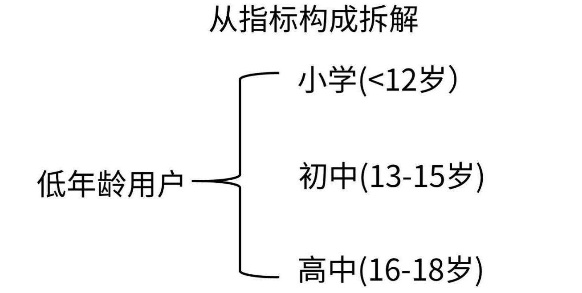 从指标构成拆解
小学(<12岁）
低年龄用户
初中(13-15岁)
高中(16-18岁)